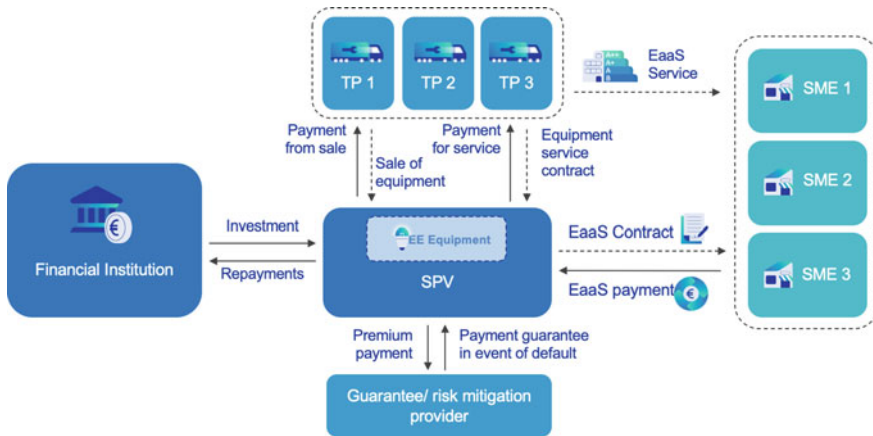 TP 1
TP 2
TP 3
A++
A+
A
B
EaaS
Service
SME 1
SME 2
SME 3
Payment
from sale
Sale of
equipment
Payment
for service
Equipment
service
contract
Financial Institution
Investment
Repayments
EE Equipment
SPV
EaaS Contract
EaaS payment
€
€
Premium
payment
Payment guarantee
in event of default
Guarantee/ risk mitigation
provider